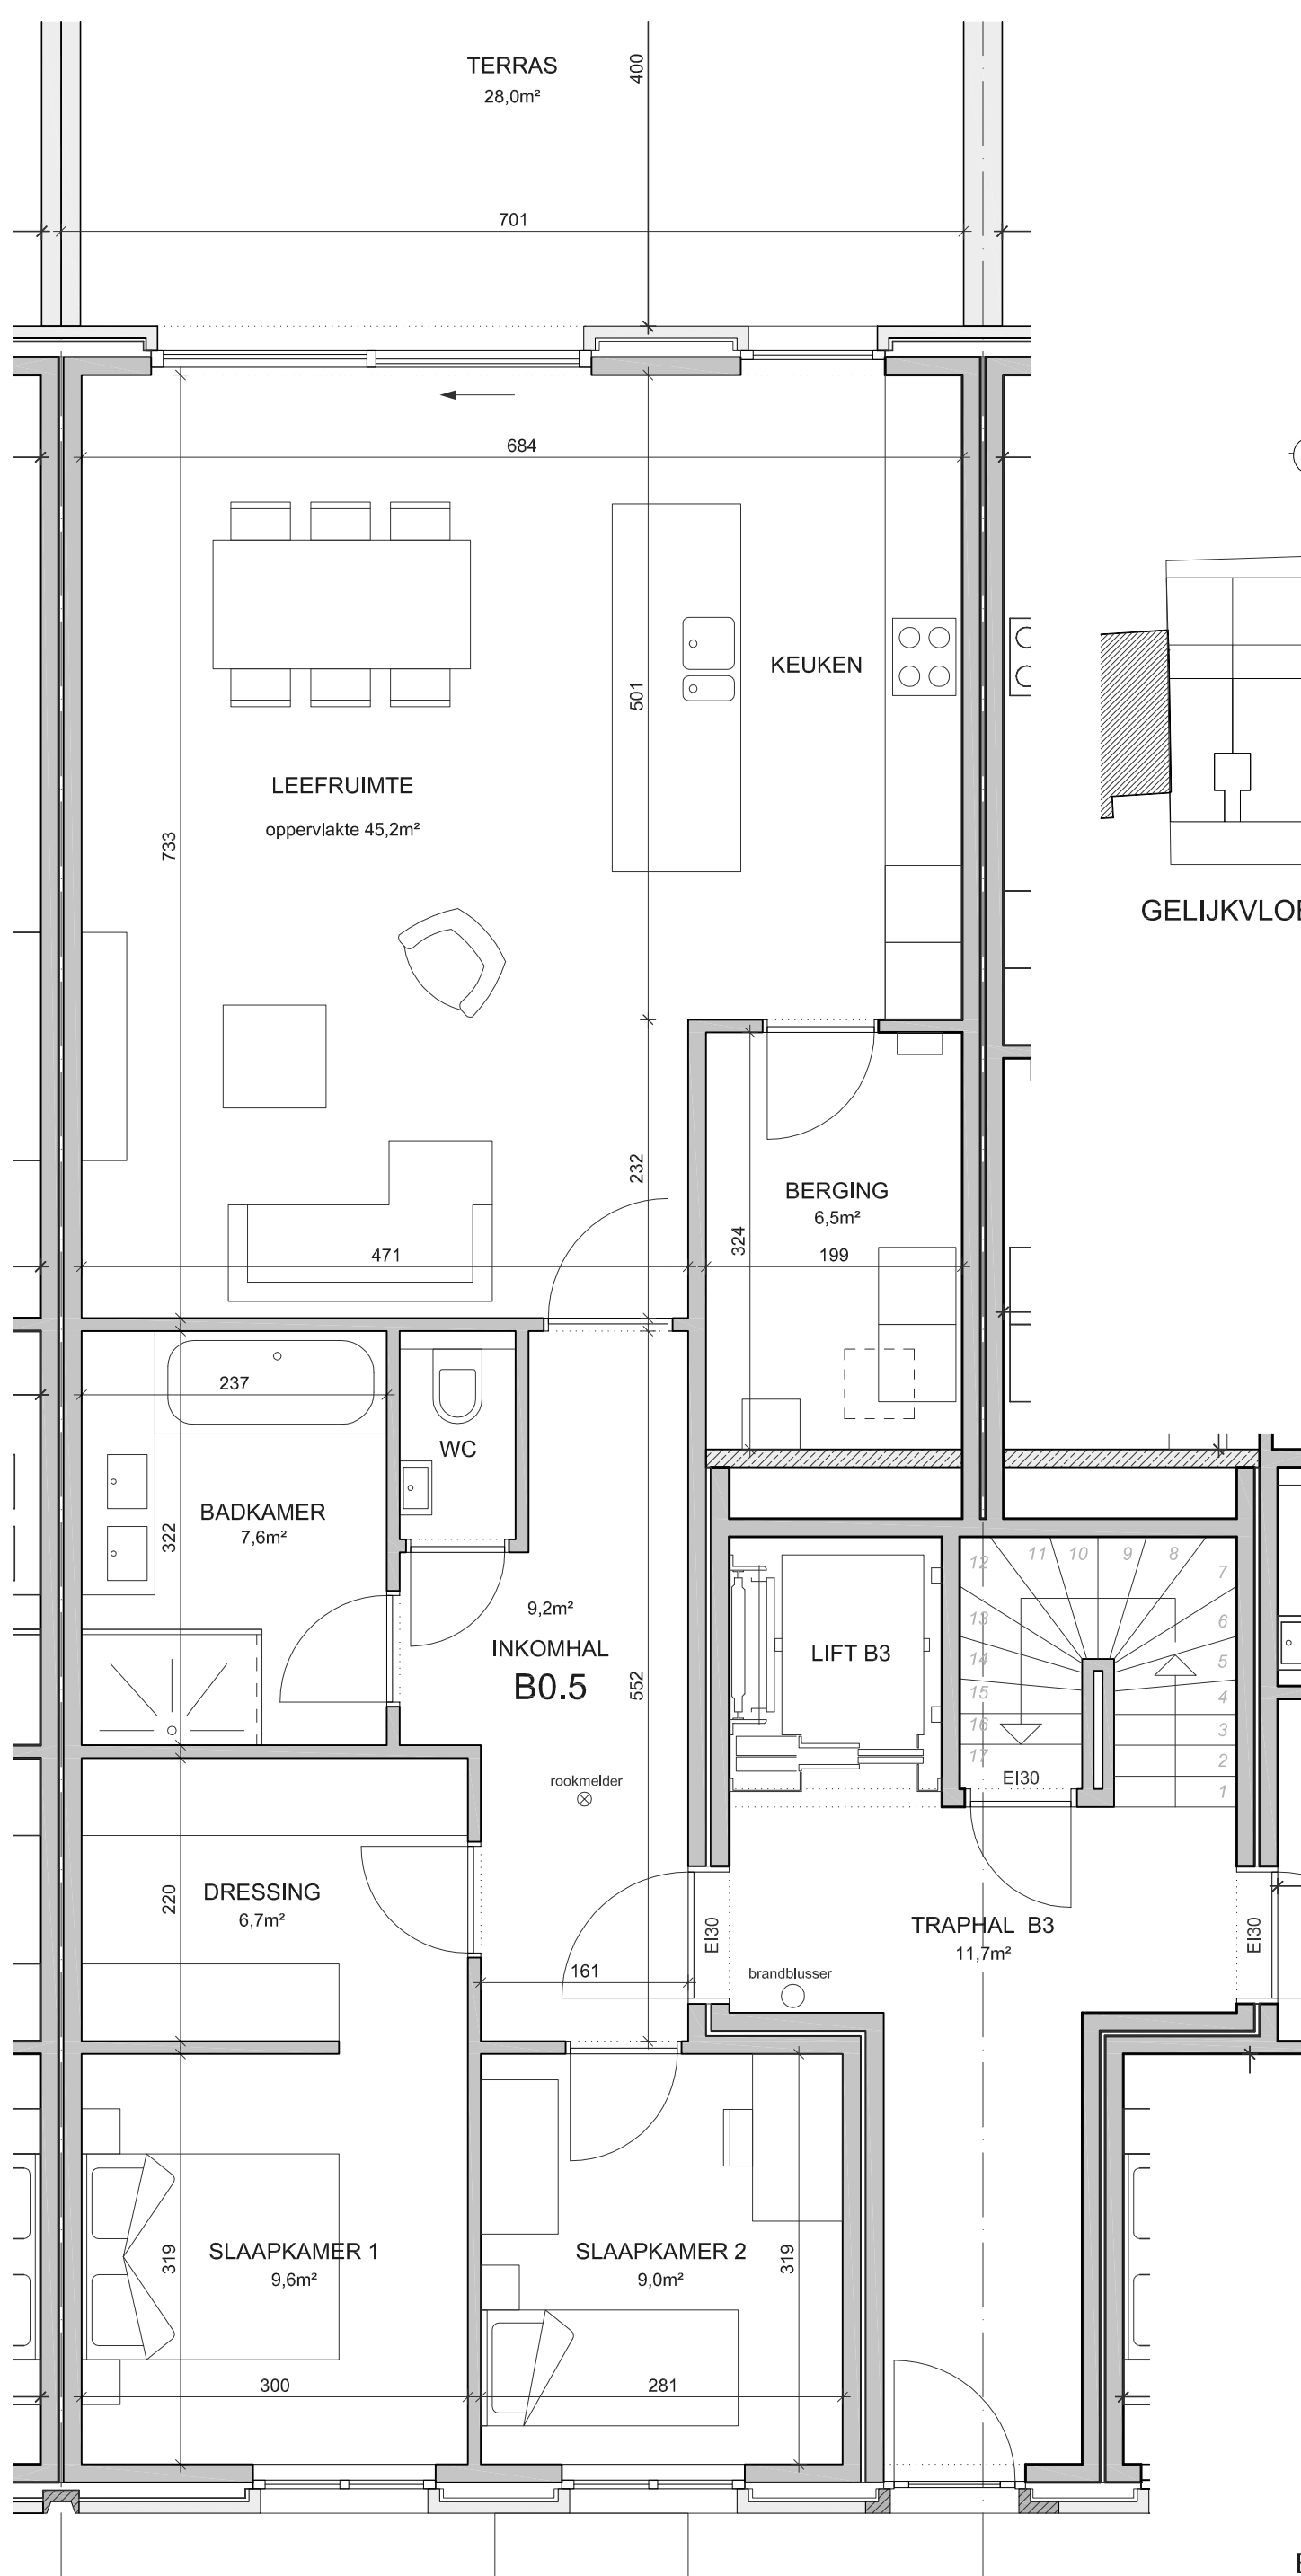 TERRAS
28,0m²
400
701
684
KEUKEN
501
LEEFRUIMTE
oppervlakte 45,2m²
733
GELIJKVLO
232
BERGING
6,5m²
324
471
199
237
WC
BADKAMER
7,6m²
322
9,2m²
INKOMHAL
B0.5
552
LIFT B3
12
11
10
9
8
7
13
6
14
5
15
4
16
3
17
2
1
EI30
rookmelder
DRESSING
6,7m²
220
161
EI30
TRAPHAL B3
11,7m²
EI30
brandblusser
SLAAPKAMER 1
9,6m²
319
SLAAPKAMER 2
9,0m²
319
300
281